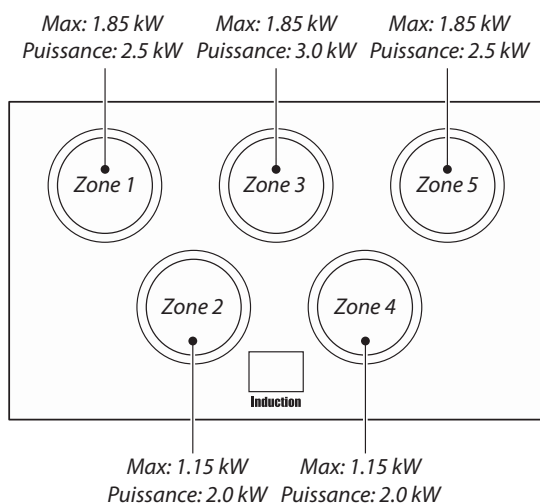 Max: 1.85 kW
Puissance: 2.5 kW
Max: 1.85 kW
Puissance: 3.0 kW
Max: 1.85 kW
Puissance: 2.5 kW
Zone 1
Zone 3
Zone 5
Zone 2
Zone 4
Induction
Max: 1.15 kW
Puissance: 2.0 kW
Max: 1.15 kW
Puissance: 2.0 kW